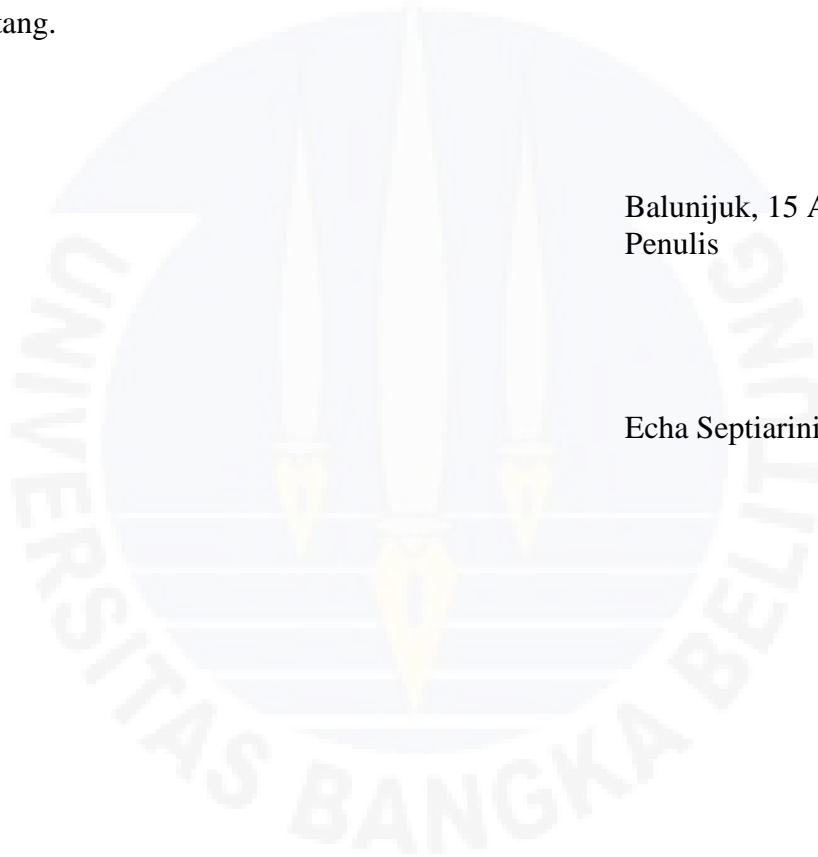 tang.
Balunijuk, 15 A
Penulis
Echa Septiarini
UNIVERSITAS BANGKA BELITUNG